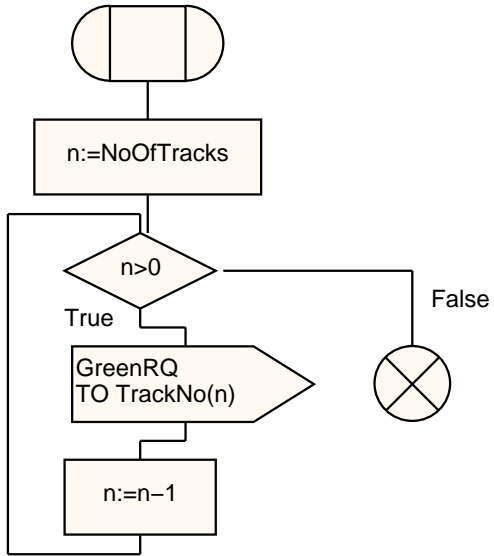 n:=NoOfTracks
n>0
False
True
GreenRQ
TO TrackNo(n)
n:=n−1